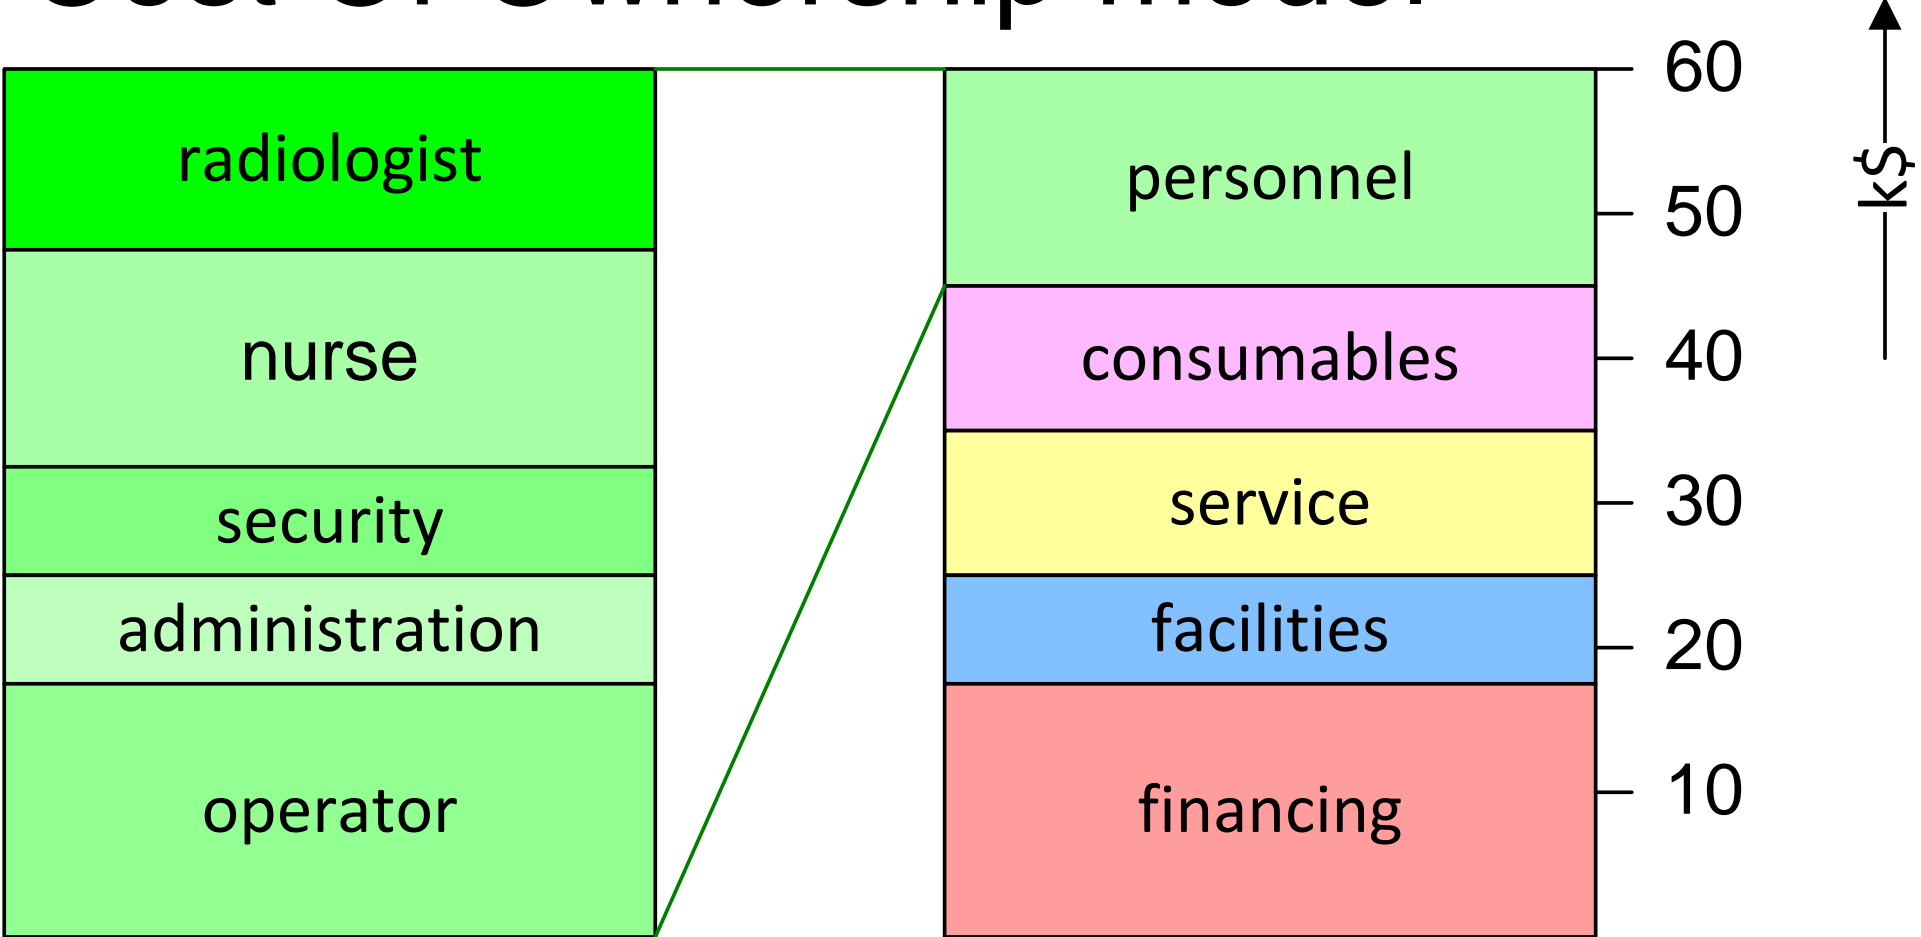 radiologist
nurse
security
administration
operator
personnel
consumables
service
facilities
financing
60
50
40
30
20
10
k$